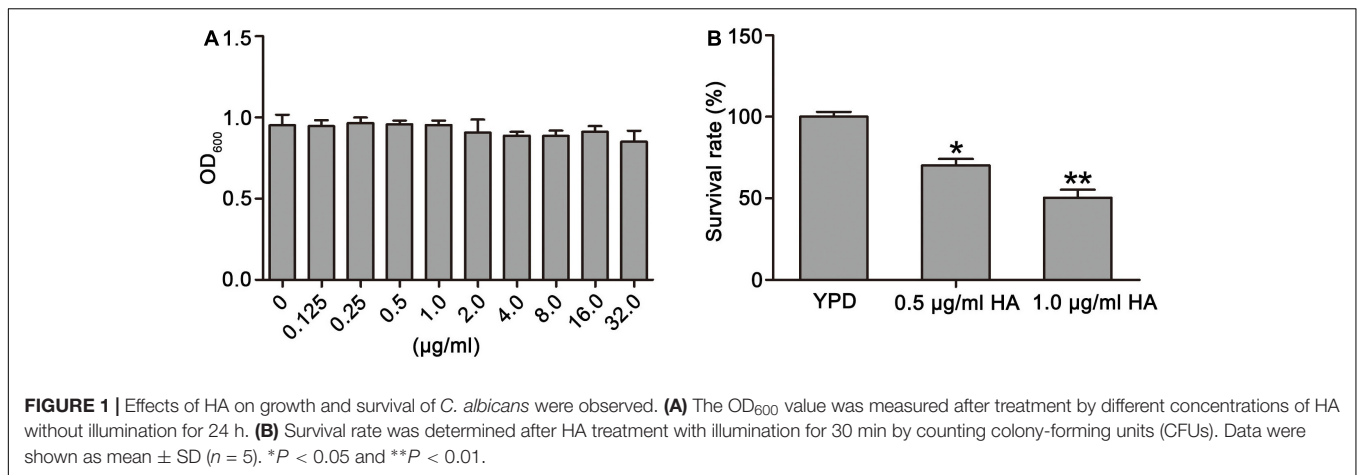 A
1.5
1.0
0.5
0.0
OD600
0 0.125 0.25 0.5 1.0 2.0 4.0 8.0 16.0 32.0
(µg/ml)
B
150
100
50
0
Survival rate (%)
*
**
YPD 0.5 µg/ml HA 1.0 µg/ml HA
FIGURE 1 | Effects of HA on growth and survival of C. albicans were observed. (A) The OD600 value was measured after treatment by different concentrations of HA
without illumination for 24 h. (B) Survival rate was determined after HA treatment with illumination for 30 min by counting colony-forming units (CFUs). Data were
shown as mean ± SD (n = 5). *P < 0.05 and **P < 0.01.